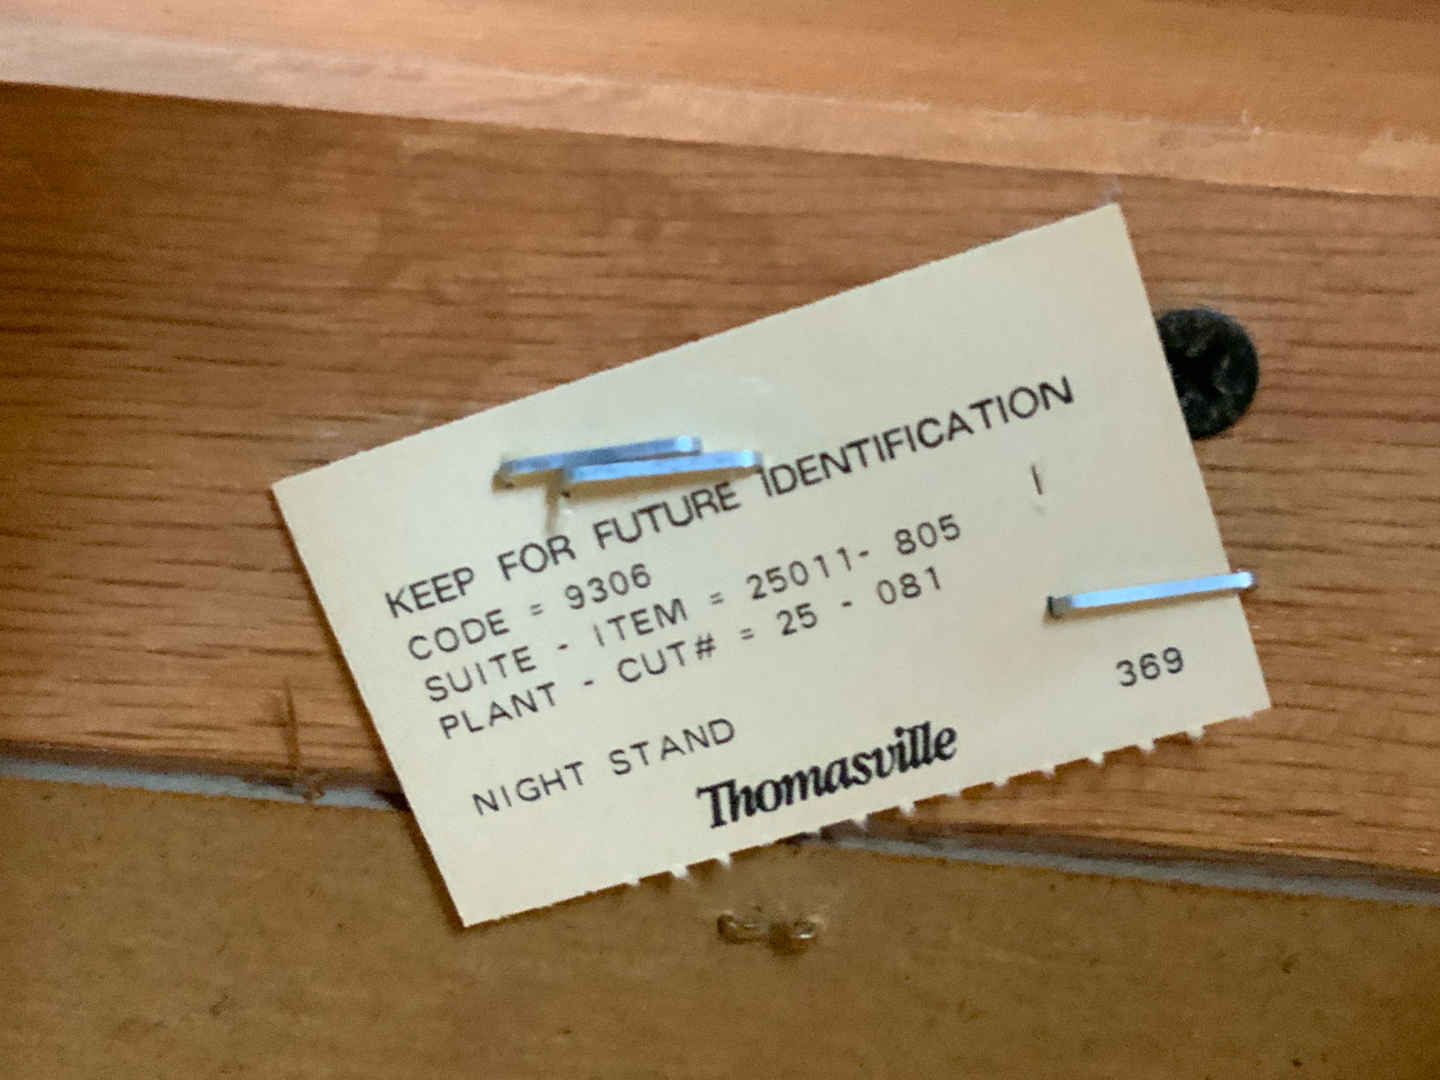 KEEP FOR FUTURE IDENTIFICATION
CODE = 9306
SUITE - ITEM = 25011- 805
PLANT - CUT# = 25 - 081
369
NIGHT STAND
Thomasville